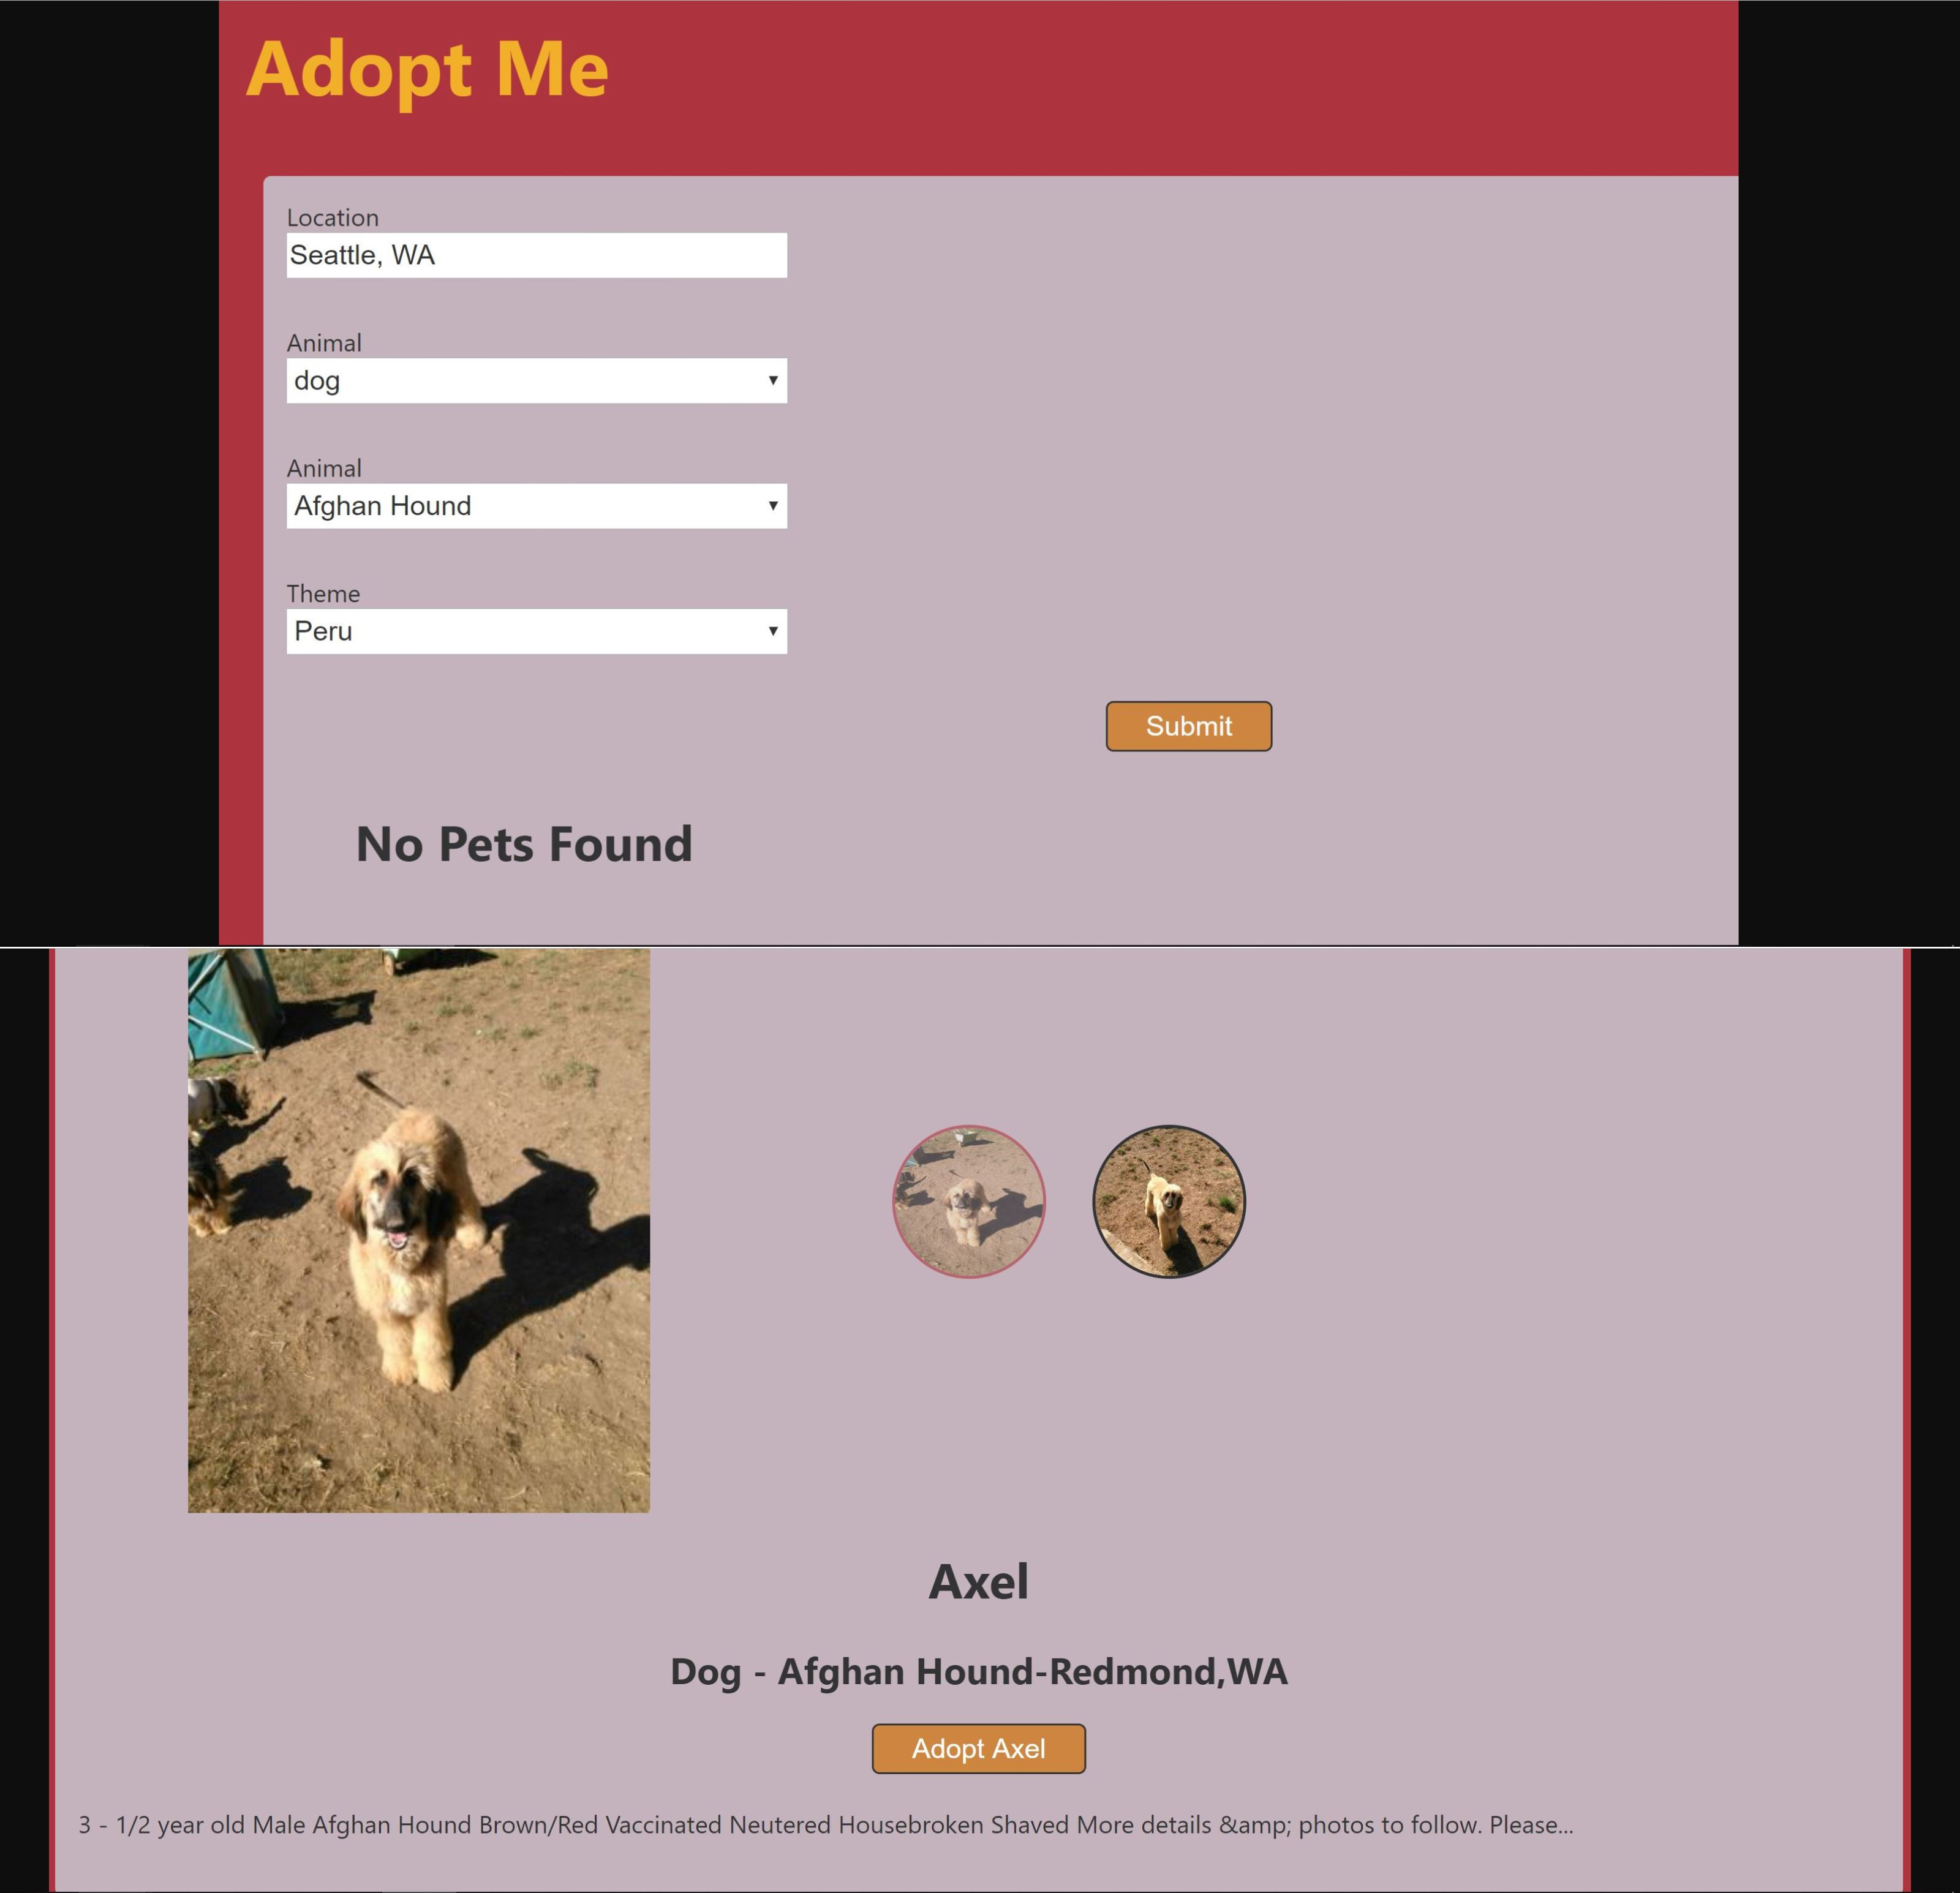 Adopt Me
Location
Seattle, WA
Animal
dog
Animal
Afghan Hound
Theme
Peru
Submit
No Pets Found
Axel
Dog - Afghan Hound-Redmond,WA
Adopt Axel
3 - 1/2 year old Male Afghan Hound Brown/Red Vaccinated Neutered Housebroken Shaved More details &amp; photos to follow. Please...